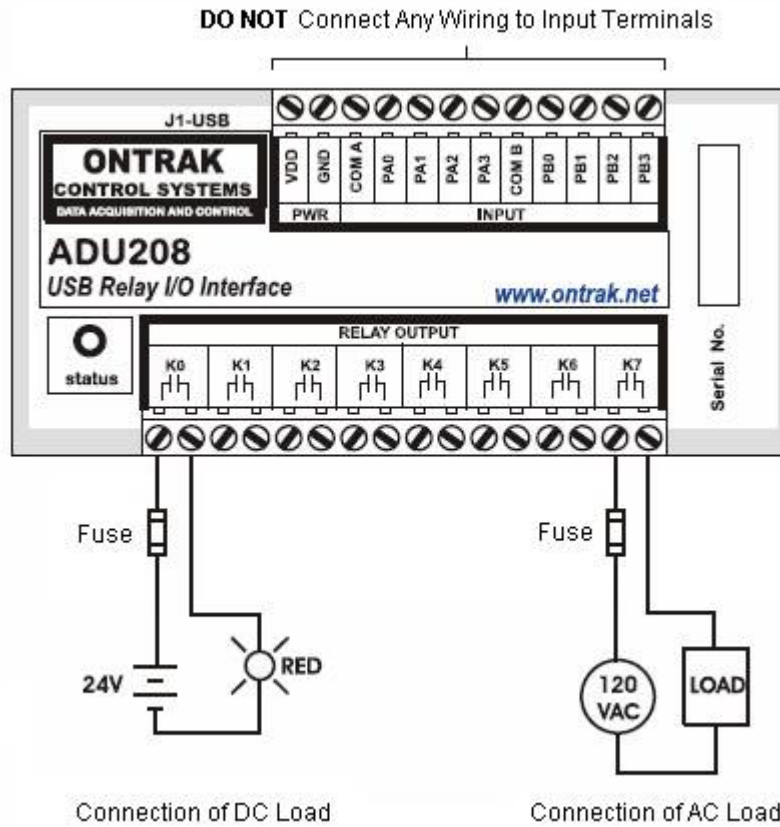 DO NOT Connect Any Wiring to Input Terminals
J1-USB
ONTRAK
CONTROL SYSTEMS
DATA ACQUISITION AND CONTROL
VDD GND COM A PA0 PA1 PA2 PA3 COM B PB0 PB1 PB2 PB3
PWR INPUT
ADU208
USB Relay I/O Interface
www.ontrak.net
Serial No.
status
RELAY OUTPUT
K0 K1 K2 K3 K4 K5 K6 K7
Fuse
Fuse
24V
RED
120
VAC
LOAD
Connection of DC Load
Connection of AC Load